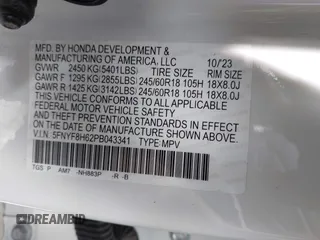 MFD. BY HONDA DEVELOPMENT &
MANUFACTURING OF AMERICA, LLC 10/23
GVWR 2450 KG(5401LBS) TIRE SIZE RIM SIZE
GAWR F 1295 KG(2855LBS) 245/60R18 105H 18X8.0J
GAWR R 1425 KG(3142LBS) 245/60R18 105H 18X8.0J
THIS VEHICLE CONFORMS TO ALL APPLICABLE
FEDERAL MOTOR VEHICLE SAFETY, BUMPER,
AND THEFT PREVENTION STANDARDS IN EFFECT
ON THE DATE OF MANUFACTURE SHOWN ABOVE.
V.I.N. 5FNYF8H62PB043341 TYPE:MPV
TGS P AM7 -NH883P -R -B
DREAMBID